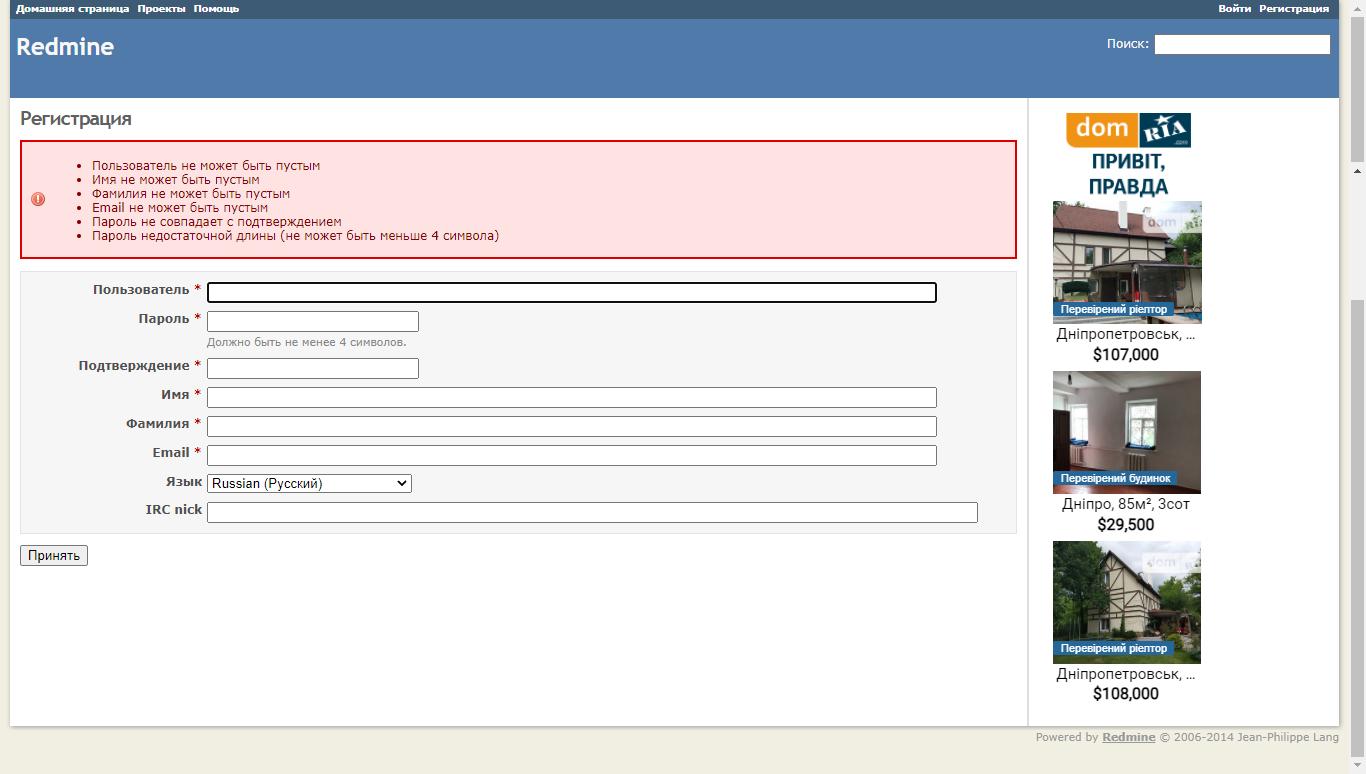 Домашняя страница Проекты Помощь
Войти Регистрация
Redmine
Поиск:
Регистрация
Пользователь не может быть пустым
Имя не может быть пустым
Фамилия не может быть пустым
Email не может быть пустым
Пароль не совпадает с подтверждением
Пароль недостаточной длины (не может быть меньше 4 символа)
Пользователь *
Пароль *
Должно быть не менее 4 символов.
Подтверждение *
Имя *
Фамилия *
Email *
Язык Russian (Русский)
IRC nick
Принять
dom RIA .com
ПРИВІТ,
ПРАВДА
dom RIA
Перевірений ріелтор
Дніпропетровськ, ...
$107,000
Перевірений будинок
Дніпро, 85м², 3сот
$29,500
dom
Перевірений ріелтор
Дніпропетровськ, ...
$108,000
Powered by Redmine © 2006-2014 Jean-Philippe Lang